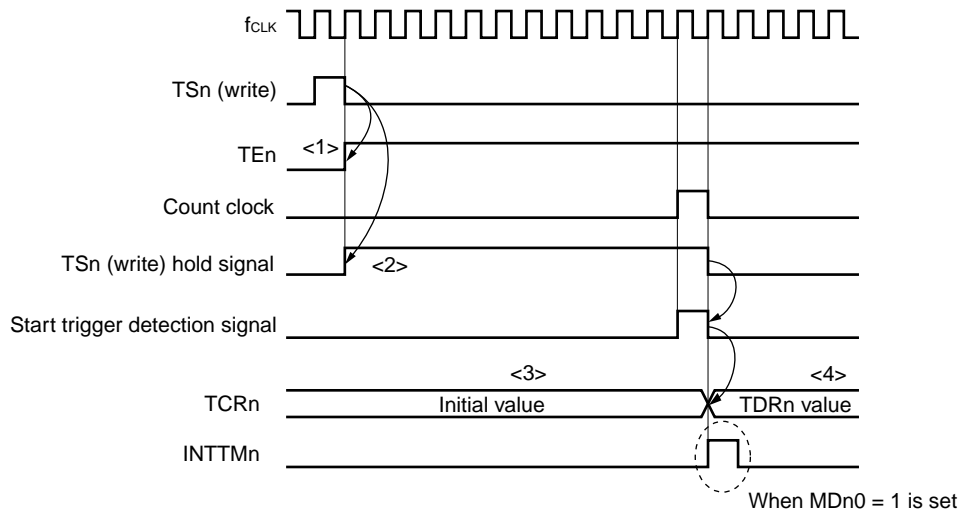 fCLK
TSn (write)
<1>
TEn
Count clock
TSn (write) hold signal
<2>
Start trigger detection signal
<3>
<4>
TCRn
Initial value
TDRn value
INTTMn
When MDn0 = 1 is set